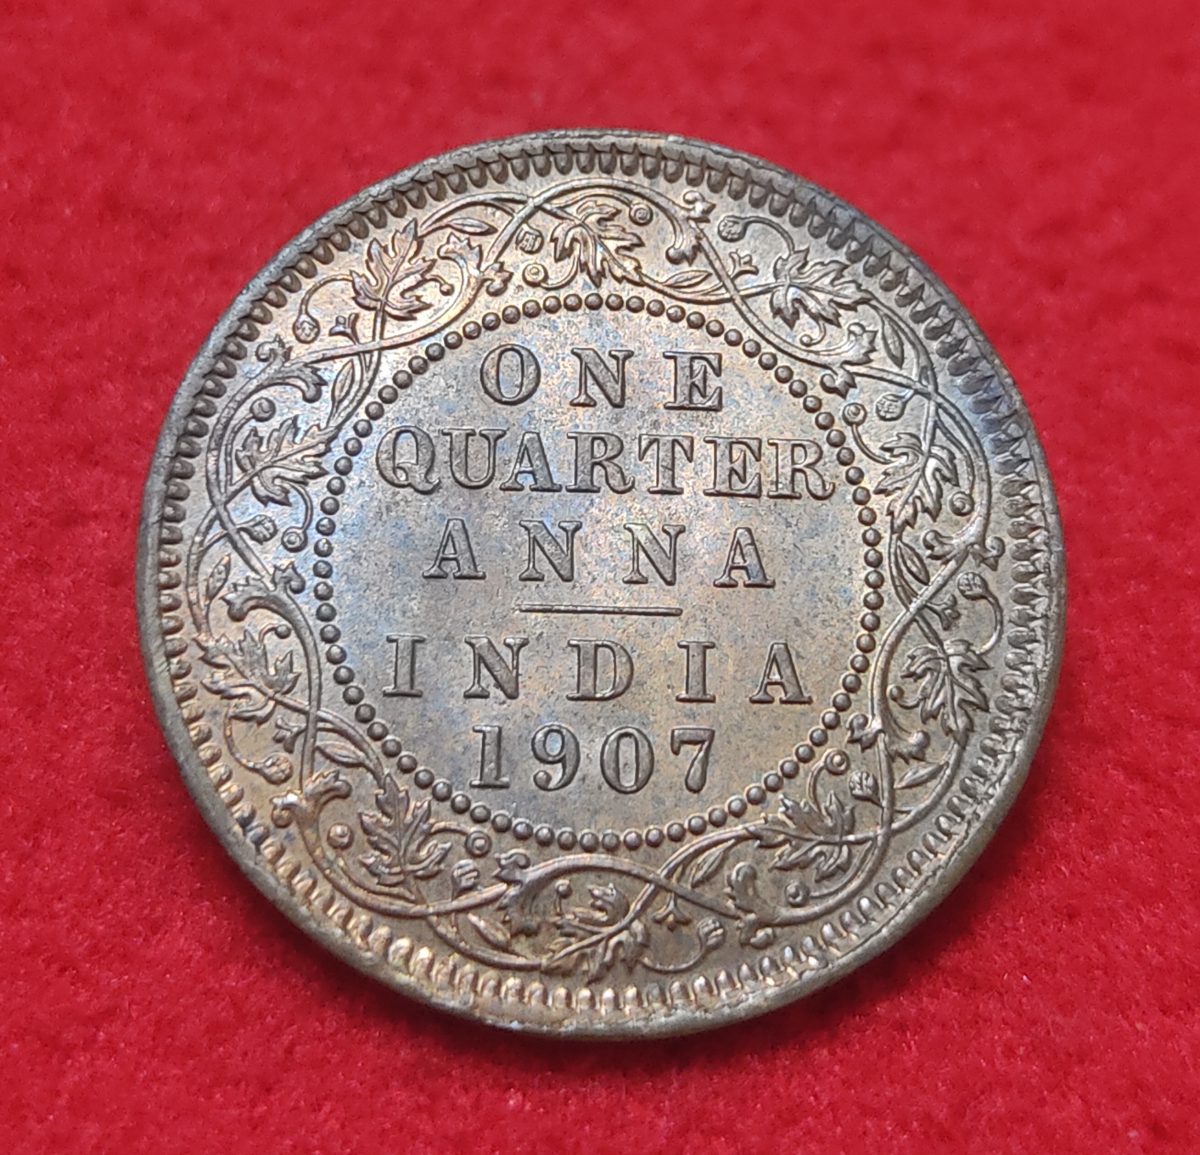 ONE
QUARTER
ANNA
INDIA
1907